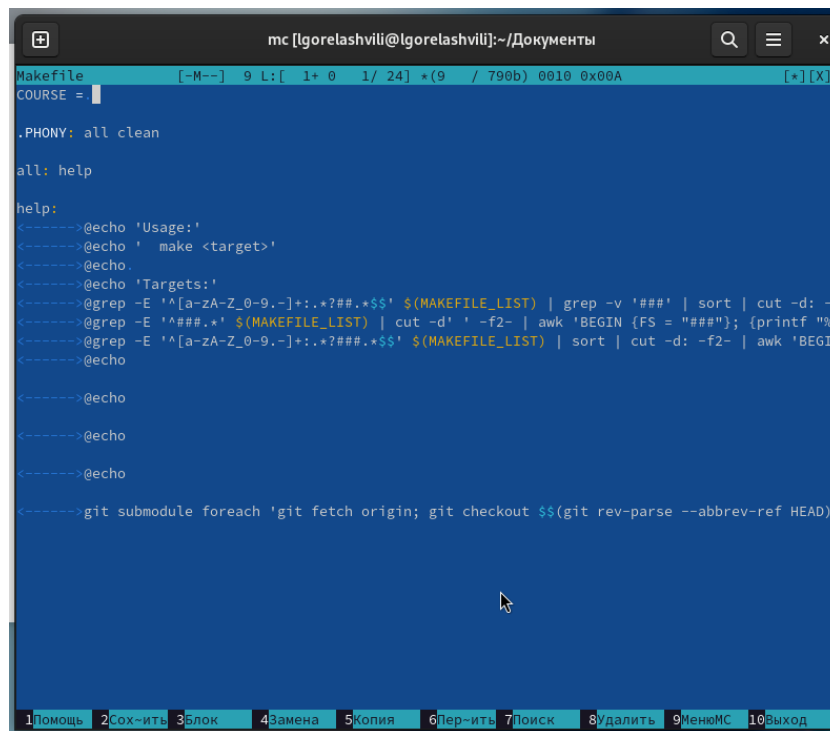 mc [lgorelashvili@lgorelashvili]:~/Документы
Makefile [-M--] 9 L:[ 1+ 0 1/ 24] *(9 / 790b) 0010 0x00A [*][X]
COURSE =.
.PHONY: all clean
all: help
help:
<------>@echo 'Usage:'
<------>@echo '  make <target>'
<------>@echo.
<------>@echo 'Targets:'
<------>@grep -E '^[a-zA-Z_0-9.-]+:.*?##.*$$' $(MAKEFILE_LIST) | grep -v '###' | sort | cut -d: -
<------>@grep -E '^###.*' $(MAKEFILE_LIST) | cut -d' ' -f2- | awk 'BEGIN {FS = "###"}; {printf "%
<------>@grep -E '^[a-zA-Z_0-9.-]+:.*?###.*$$' $(MAKEFILE_LIST) | sort | cut -d: -f2- | awk 'BEGI
<------>@echo
<------>@echo
<------>@echo
<------>@echo
<------>git submodule foreach 'git fetch origin; git checkout $$(git rev-parse --abbrev-ref HEAD)
1Помощь 2Сох~ить 3Блок 4Замена 5Копия 6Пер~ить 7Поиск 8Удалить 9МенюМС 10Выход